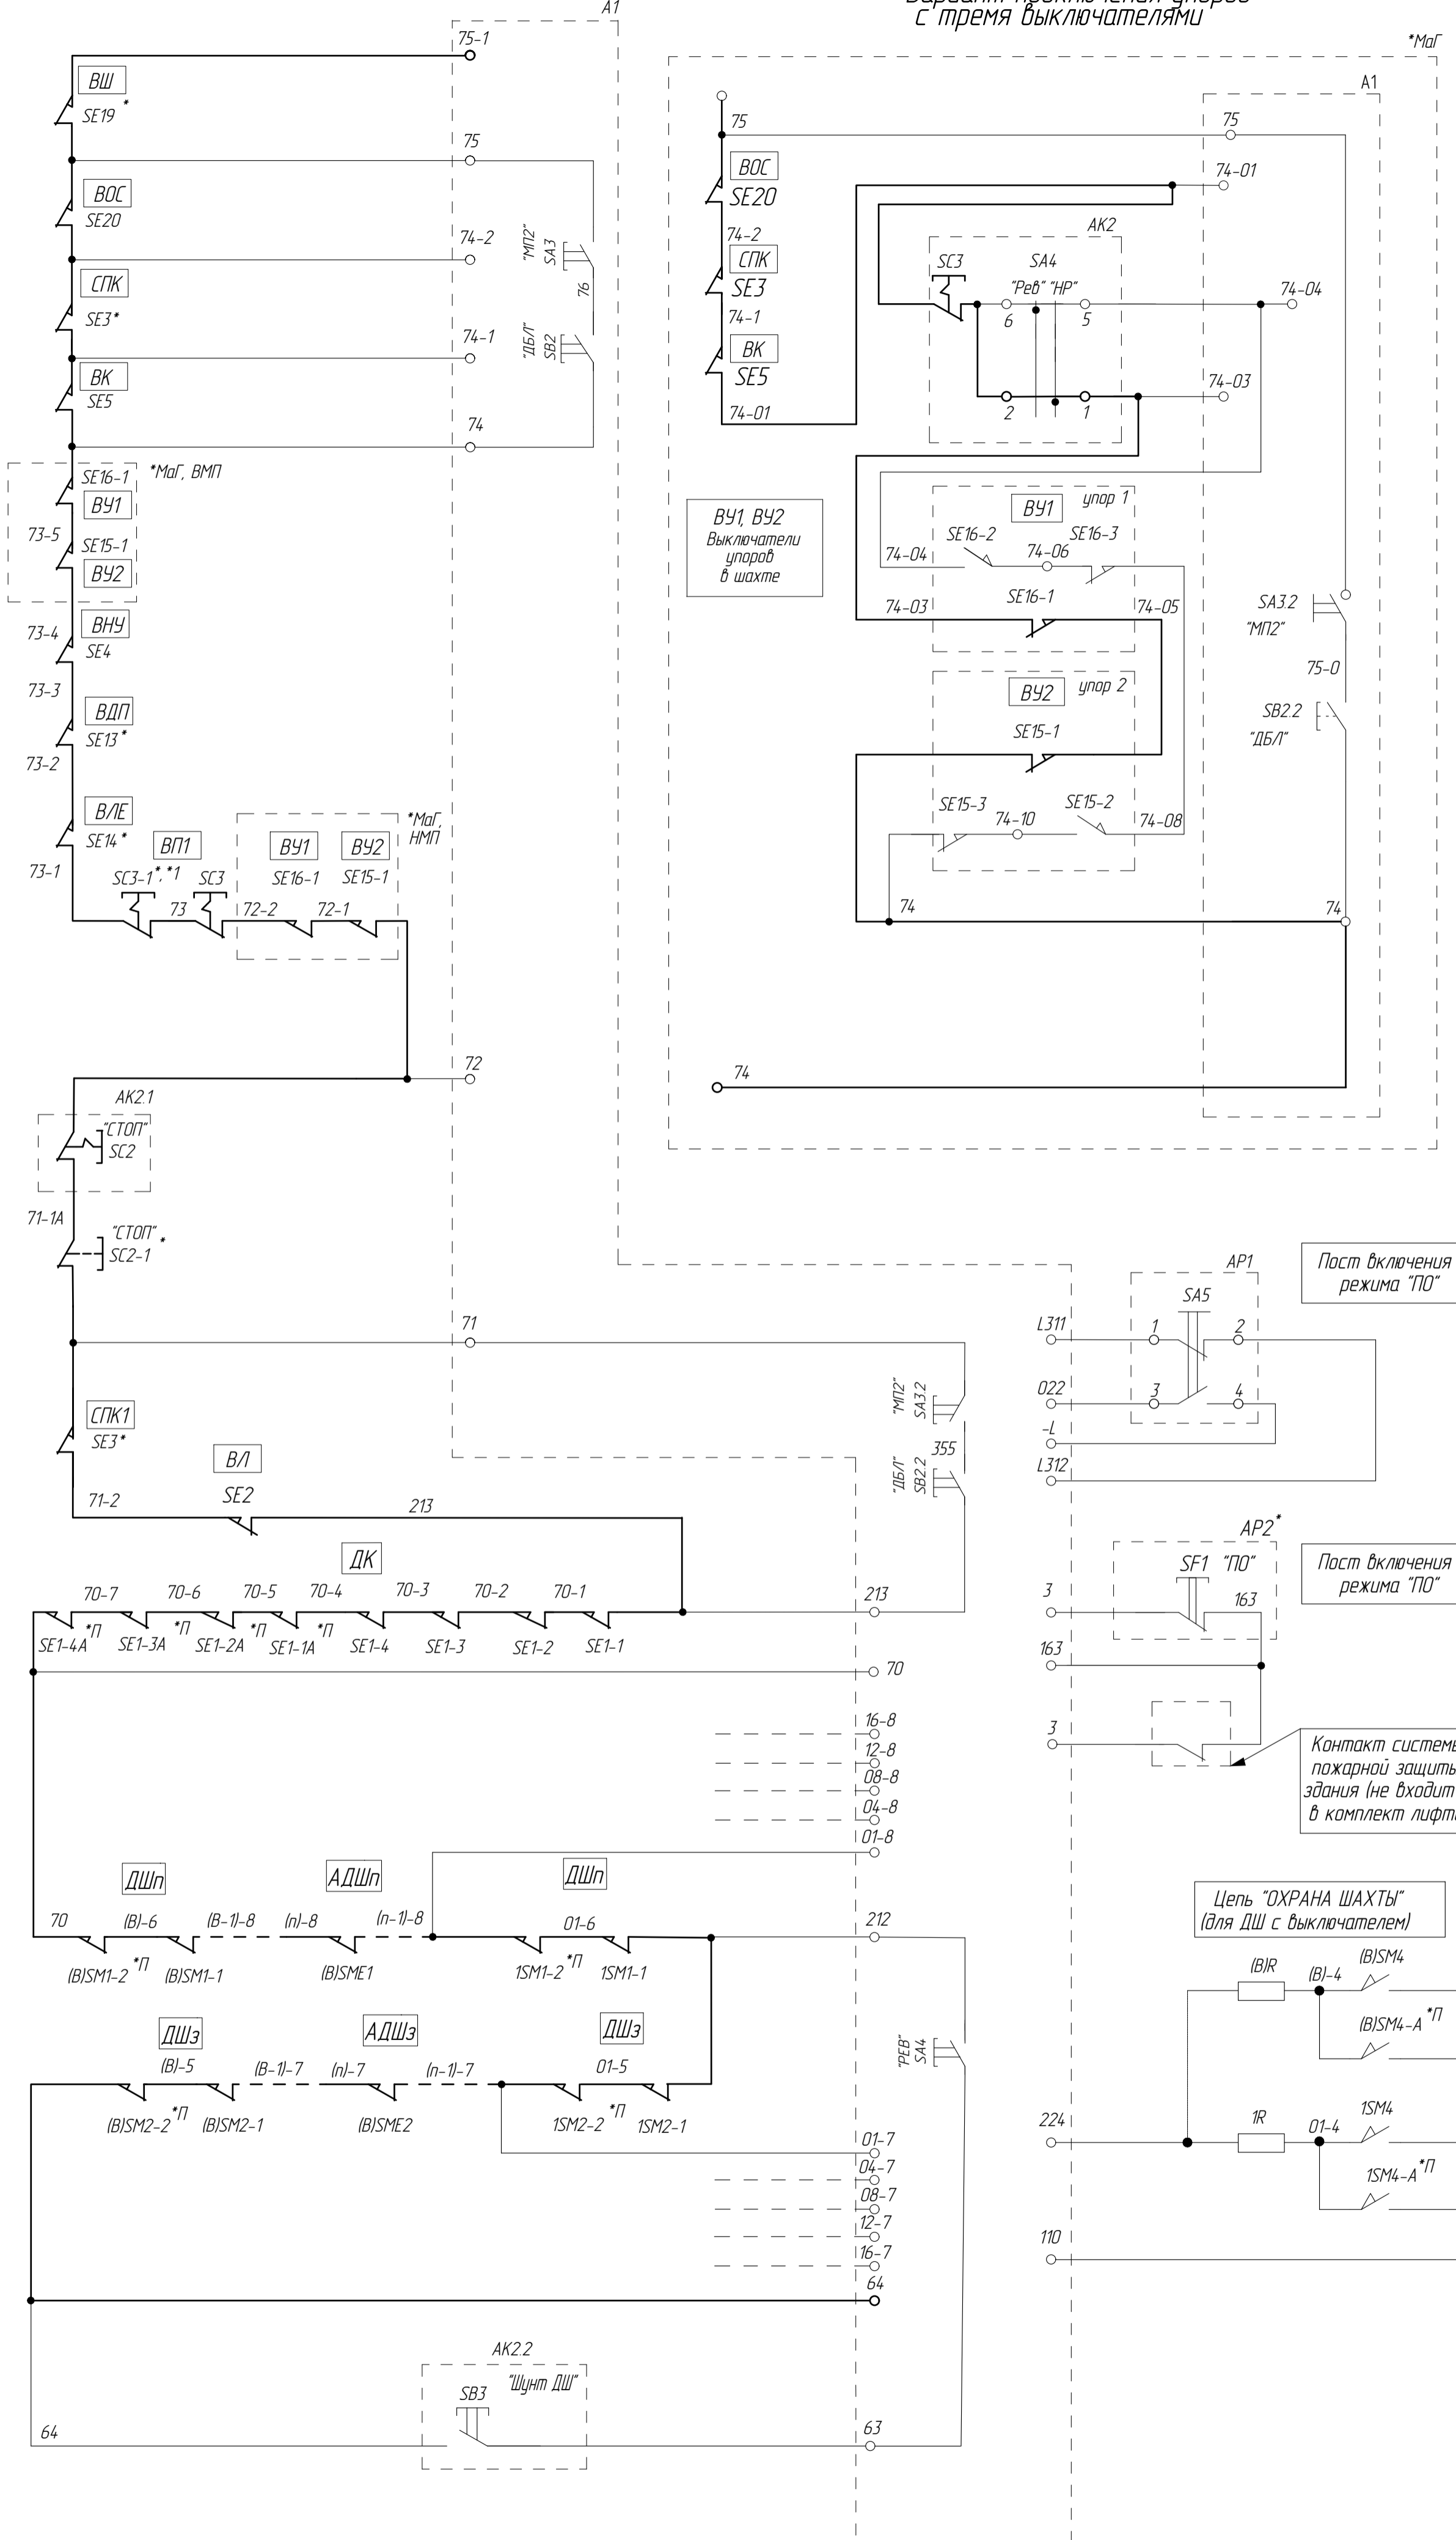 с тремя выключателями
A1
75-1
ВШ
SE19 *
75
ВОС
SE20
74-2
"МП2"
SA3
76
СПК
SE3*
74-1
"ДБЛ"
SB2
ВК
SE5
74
*МаГ, ВМП
SE16-1
ВУ1
73-5
SE15-1
ВУ2
73-4
ВНУ
SE4
73-3
ВДП
SE13*
73-2
ВЛЕ
SE14*
73-1
ВП1
SC3-1*,*1
SC3
73
72-2
72-1
*МаГ,
НМП
ВУ1
ВУ2
SE16-1
SE15-1
72
AK2.1
"СТОП"
SC2
71-1А
"СТОП" *
SC2-1
71
СПК1
SE3*
71-2
ВЛ
SE2
213
"МП2"
SA3.2
355
"ДБЛ"
SB2.2
ДК
70-7
70-6
70-5
70-4
70-3
70-2
70-1
213
*П
*П
*П
*П
SE1-4A
SE1-3A
SE1-2A
SE1-1A
SE1-4
SE1-3
SE1-2
SE1-1
70
16-8
12-8
08-8
04-8
01-8
ДШп
АДШп
ДШп
70
(В)-6
(В-1)-8
(п)-8
(п-1)-8
01-6
212
(В)SM1-2 *П
(В)SM1-1
(В)SME1
1SM1-2 *П
1SM1-1
ДШз
АДШз
ДШз
(В)-5
(В-1)-7
(п)-7
(п-1)-7
01-5
(В)SM2-2 *П
(В)SM2-1
(В)SME2
1SM2-2 *П
1SM2-1
"РЕВ"
SA4
01-7
04-7
08-7
12-7
16-7
64
AK2.2
"Шунт ДШ"
SB3
64
63
*МаГ
A1
75
75
74-01
ВОС
SE20
74-2
СПК
SE3
74-1
ВК
SE5
74-01
AK2
SC3
SA4
"Рев" "НР"
6
5
74-04
2
1
74-03
ВУ1, ВУ2
Выключатели
упоров
в шахте
ВУ1
упор 1
SE16-2
74-06
SE16-3
74-04
SE16-1
74-03
74-05
ВУ2
упор 2
SE15-1
SE15-3
74-10
SE15-2
74-08
SA3.2
"МП2"
75-0
SB2.2
"ДБЛ"
74
74
74
AP1
SA5
Пост включения
режима "ПО"
L311
1
2
022
3
4
-L
L312
AP2*
SF1 "ПО"
Пост включения
режима "ПО"
3
163
163
3
пожарной защиты
здания (не входит
Цепь "ОХРАНА ШАХТЫ"
(для ДШ с выключателем)
(В)R
(В)-4
(В)SM4
(В)SM4-А *П
224
1R
01-4
1SM4
1SM4-А *П
110